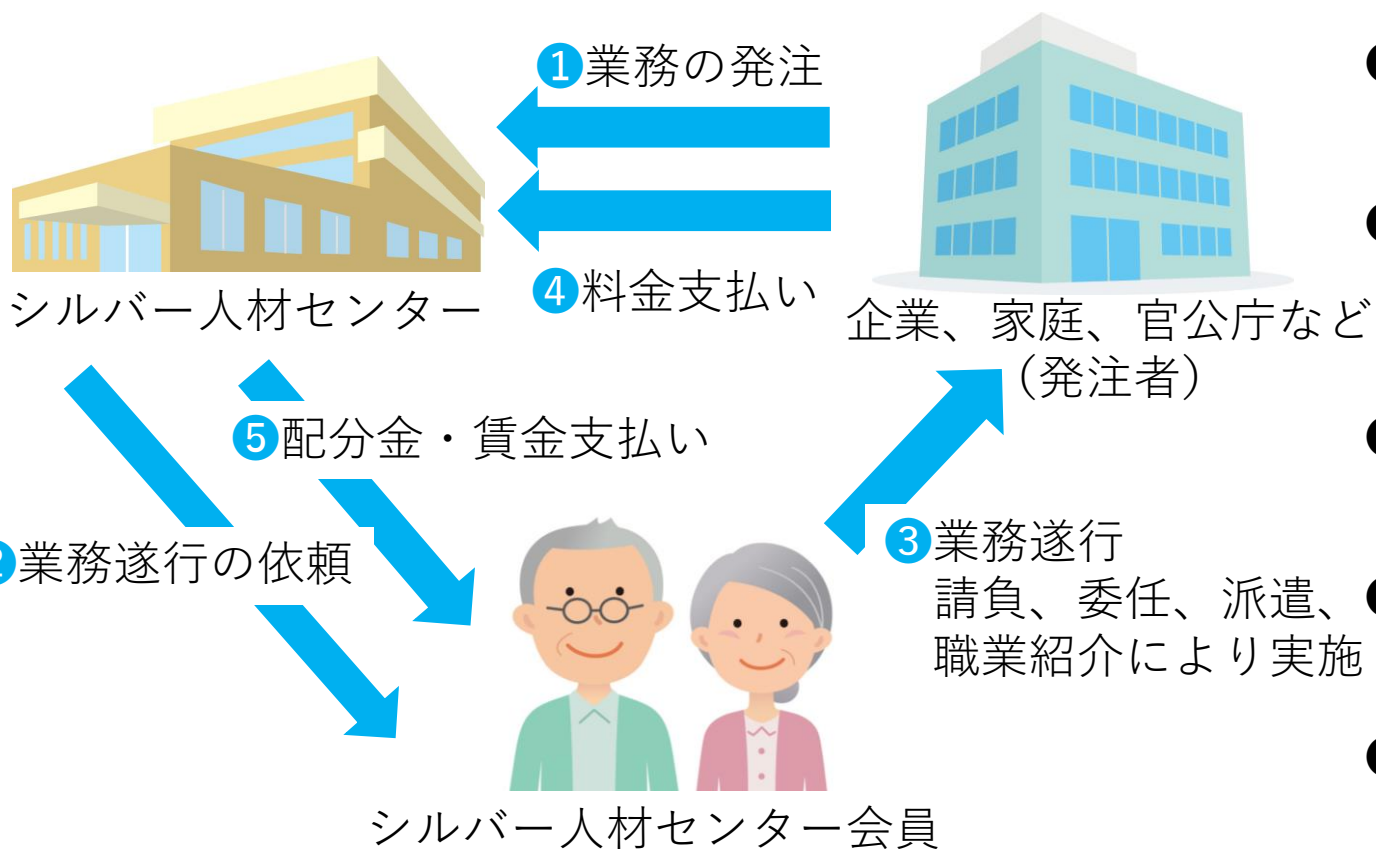 ❶業務の発注
❹料金支払い
シルバー人材センター
企業、家庭、官公庁など
（発注者）
❺配分金・賃金支払い
❷業務遂行の依頼
❸業務遂行
請負、委任、派遣、
職業紹介により実施
シルバー人材センター会員